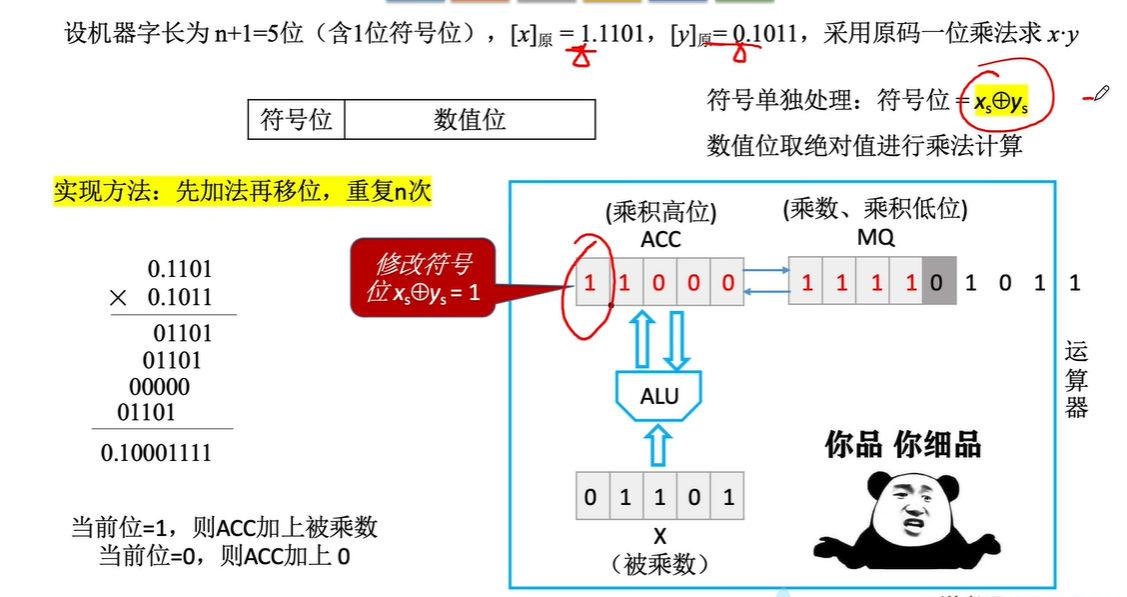 设机器字长为 n+1=5位（含1位符号位），[x]原 = 1.1101，[y]原= 0.1011，采用原码一位乘法求 x·y
符号位 数值位
符号单独处理：符号位 = xs⊕ys
数值位取绝对值进行乘法计算
实现方法：先加法再移位，重复n次
0.1101
× 0.1011
01101
01101
00000
01101
0.10001111
当前位=1，则ACC加上被乘数
当前位=0，则ACC加上 0
修改符号
位 xs⊕ys = 1
(乘积高位) (乘数、乘积低位)
ACC MQ
1 1 0 0 0 1 1 1 1 0 1 0 1 1
ALU
0 1 1 0 1
X
（被乘数）
运算器
你品 你细品